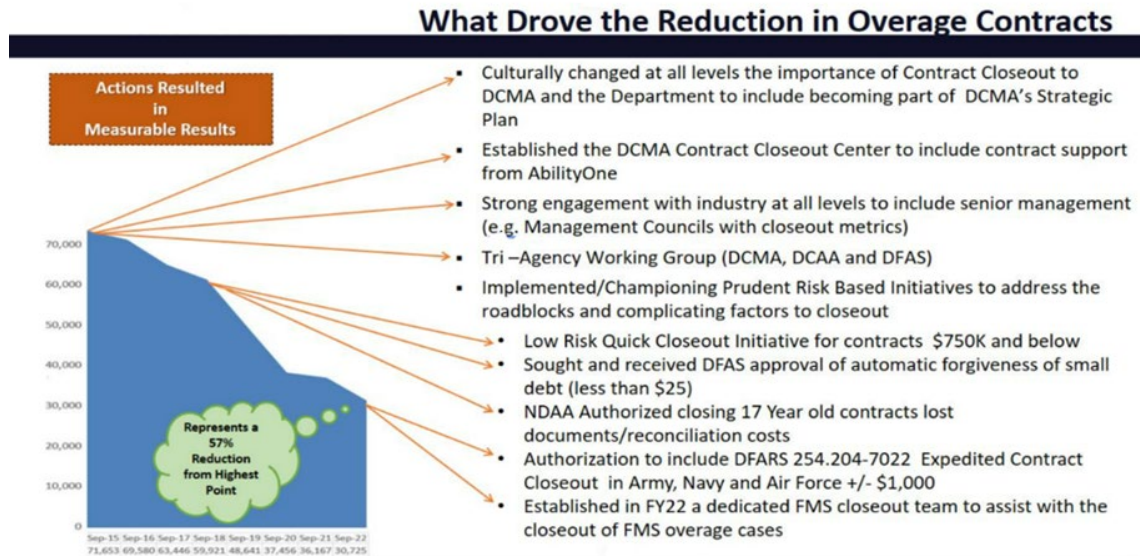 What Drove the Reduction in Overage Contracts
Actions Resulted
in
Measurable Results
▪ Culturally changed at all levels the importance of Contract Closeout to
DCMA and the Department to include becoming part of DCMA's Strategic
Plan
▪ Established the DCMA Contract Closeout Center to include contract support
from AbilityOne
▪ Strong engagement with industry at all levels to include senior management
(e.g. Management Councils with closeout metrics)
▪ Tri –Agency Working Group (DCMA, DCAA and DFAS)
▪ Implemented/Championing Prudent Risk Based Initiatives to address the
roadblocks and complicating factors to closeout
• Low Risk Quick Closeout Initiative for contracts $750K and below
• Sought and received DFAS approval of automatic forgiveness of small
debt (less than $25)
• NDAA Authorized closing 17 Year old contracts lost
documents/reconciliation costs
• Authorization to include DFARS 254.204-7022 Expedited Contract
Closeout in Army, Navy and Air Force +/- $1,000
• Established in FY22 a dedicated FMS closeout team to assist with the
closeout of FMS overage cases
70,000
60,000
50,000
40,000
30,000
20,000
10,000
0
Represents a
57%
Reduction
from Highest
Point
Sep-15 Sep-16 Sep-17 Sep-18 Sep-19 Sep-20 Sep-21 Sep-22
71,653 69,580 63,446 59,921 48,641 37,456 36,167 30,725